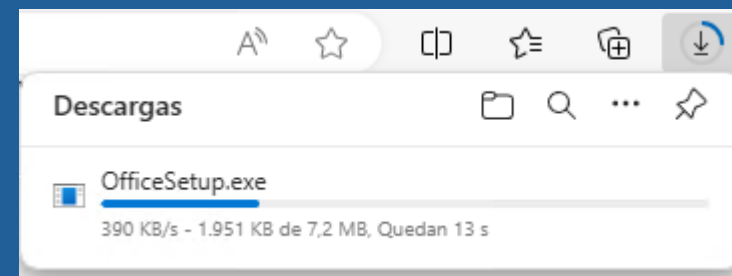 A
Descargas
OfficeSetup.exe
390 KB/s - 1.951 KB de 7,2 MB, Quedan 13 s